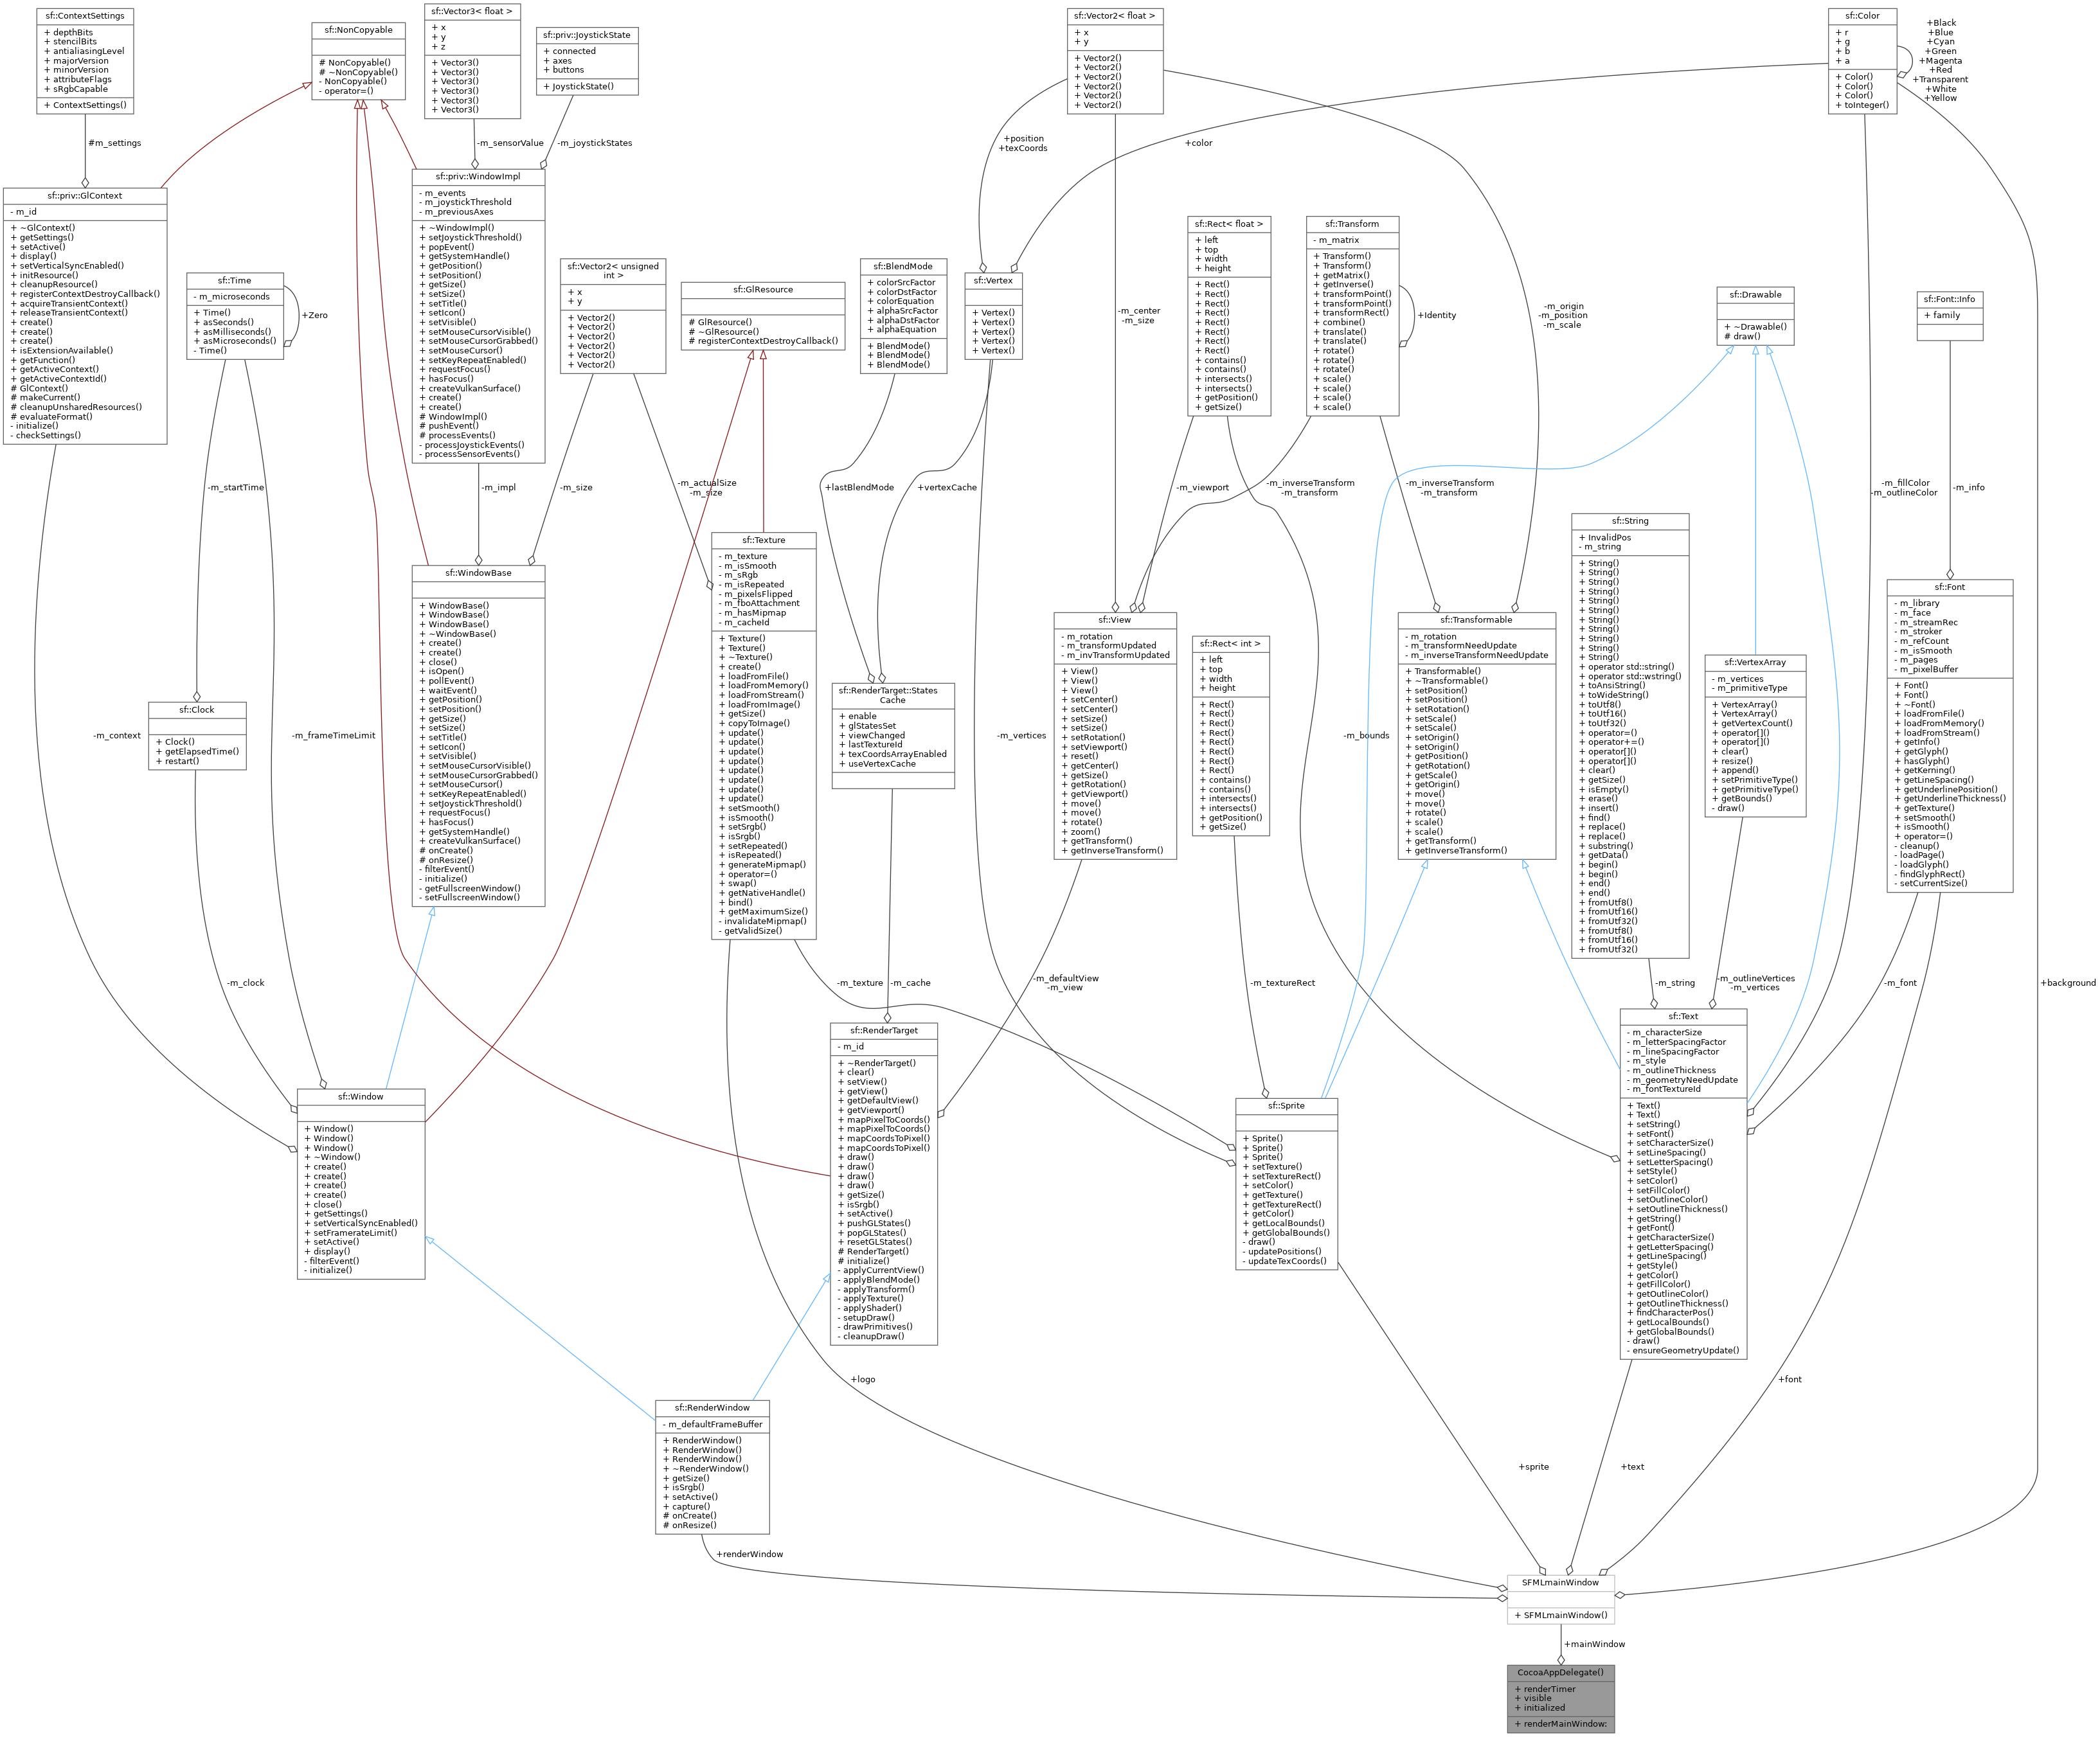 sf::ContextSettings
+ depthBits
+ stencilBits
+ antialiasingLevel
+ majorVersion
+ minorVersion
+ attributeFlags
+ sRgbCapable
+ ContextSettings()
sf::NonCopyable
# NonCopyable()
# ~NonCopyable()
- NonCopyable()
- operator=()
sf::Vector3< float >
+ x
+ y
+ z
+ Vector3()
+ Vector3()
+ Vector3()
+ Vector3()
+ Vector3()
+ Vector3()
sf::priv::JoystickState
+ connected
+ axes
+ buttons
+ JoystickState()
sf::Vector2< float >
+ x
+ y
+ Vector2()
+ Vector2()
+ Vector2()
+ Vector2()
+ Vector2()
+ Vector2()
sf::Color
+ r
+ g
+ b
+ a
+ Color()
+ Color()
+ Color()
+ toInteger()
+Black
+Blue
+Cyan
+Green
+Magenta
+Red
+Transparent
+White
+Yellow
#m_settings
-m_sensorValue
-m_joystickStates
+position
+texCoords
+color
sf::priv::GlContext
- m_id
+ ~GlContext()
+ getSettings()
+ setActive()
+ display()
+ setVerticalSyncEnabled()
+ initResource()
+ cleanupResource()
+ registerContextDestroyCallback()
+ acquireTransientContext()
+ releaseTransientContext()
+ create()
+ create()
+ create()
+ isExtensionAvailable()
+ getFunction()
+ getActiveContext()
+ getActiveContextId()
# GlContext()
# makeCurrent()
# cleanupUnsharedResources()
# evaluateFormat()
- initialize()
- checkSettings()
sf::Time
- m_microseconds
+ Time()
+ asSeconds()
+ asMilliseconds()
+ asMicroseconds()
- Time()
+Zero
sf::priv::WindowImpl
- m_events
- m_joystickThreshold
- m_previousAxes
+ ~WindowImpl()
+ setJoystickThreshold()
+ popEvent()
+ getSystemHandle()
+ getPosition()
+ setPosition()
+ getSize()
+ setSize()
+ setTitle()
+ setIcon()
+ setVisible()
+ setMouseCursorVisible()
+ setMouseCursorGrabbed()
+ setMouseCursor()
+ setKeyRepeatEnabled()
+ requestFocus()
+ hasFocus()
+ createVulkanSurface()
+ create()
+ create()
# WindowImpl()
# pushEvent()
# processEvents()
- processJoystickEvents()
- processSensorEvents()
sf::Vector2< unsigned
int >
+ x
+ y
+ Vector2()
+ Vector2()
+ Vector2()
+ Vector2()
+ Vector2()
+ Vector2()
sf::GlResource
# GlResource()
# ~GlResource()
# registerContextDestroyCallback()
sf::BlendMode
+ colorSrcFactor
+ colorDstFactor
+ colorEquation
+ alphaSrcFactor
+ alphaDstFactor
+ alphaEquation
+ BlendMode()
+ BlendMode()
+ BlendMode()
sf::Vertex
+ Vertex()
+ Vertex()
+ Vertex()
+ Vertex()
+ Vertex()
-m_center
-m_size
sf::Rect< float >
+ left
+ top
+ width
+ height
+ Rect()
+ Rect()
+ Rect()
+ Rect()
+ Rect()
+ Rect()
+ Rect()
+ Rect()
+ contains()
+ contains()
+ intersects()
+ intersects()
+ getPosition()
+ getSize()
sf::Transform
- m_matrix
+ Transform()
+ Transform()
+ getMatrix()
+ getInverse()
+ transformPoint()
+ transformPoint()
+ transformRect()
+ combine()
+ translate()
+ translate()
+ rotate()
+ rotate()
+ rotate()
+ scale()
+ scale()
+ scale()
+ scale()
+Identity
-m_origin
-m_position
-m_scale
sf::Drawable
+ ~Drawable()
# draw()
sf::Font::Info
+ family
-m_startTime
-m_impl
-m_size
-m_actualSize
-m_size
+lastBlendMode
+vertexCache
-m_viewport
-m_inverseTransform
-m_transform
-m_inverseTransform
-m_transform
-m_fillColor
-m_outlineColor
-m_info
sf::WindowBase
+ WindowBase()
+ WindowBase()
+ WindowBase()
+ ~WindowBase()
+ create()
+ create()
+ close()
+ isOpen()
+ pollEvent()
+ waitEvent()
+ getPosition()
+ setPosition()
+ getSize()
+ setSize()
+ setTitle()
+ setIcon()
+ setVisible()
+ setMouseCursorVisible()
+ setMouseCursorGrabbed()
+ setMouseCursor()
+ setKeyRepeatEnabled()
+ setJoystickThreshold()
+ requestFocus()
+ hasFocus()
+ getSystemHandle()
+ createVulkanSurface()
# onCreate()
# onResize()
- filterEvent()
- initialize()
- getFullscreenWindow()
- setFullscreenWindow()
sf::Texture
- m_texture
- m_isSmooth
- m_sRgb
- m_isRepeated
- m_pixelsFlipped
- m_fboAttachment
- m_hasMipmap
- m_cacheId
+ Texture()
+ Texture()
+ ~Texture()
+ create()
+ loadFromFile()
+ loadFromMemory()
+ loadFromStream()
+ loadFromImage()
+ getSize()
+ copyToImage()
+ update()
+ update()
+ update()
+ update()
+ update()
+ update()
+ update()
+ update()
+ setSmooth()
+ isSmooth()
+ setSrgb()
+ isSrgb()
+ setRepeated()
+ isRepeated()
+ generateMipmap()
+ operator=()
+ swap()
+ getNativeHandle()
+ bind()
+ getMaximumSize()
- invalidateMipmap()
- getValidSize()
sf::View
- m_rotation
- m_transformUpdated
- m_invTransformUpdated
+ View()
+ View()
+ View()
+ setCenter()
+ setCenter()
+ setSize()
+ setSize()
+ setRotation()
+ setViewport()
+ reset()
+ getCenter()
+ getSize()
+ getRotation()
+ getViewport()
+ move()
+ move()
+ rotate()
+ zoom()
+ getTransform()
+ getInverseTransform()
sf::Rect< int >
+ left
+ top
+ width
+ height
+ Rect()
+ Rect()
+ Rect()
+ Rect()
+ Rect()
+ Rect()
+ Rect()
+ Rect()
+ contains()
+ contains()
+ intersects()
+ intersects()
+ getPosition()
+ getSize()
sf::Transformable
- m_rotation
- m_transformNeedUpdate
- m_inverseTransformNeedUpdate
+ Transformable()
+ ~Transformable()
+ setPosition()
+ setPosition()
+ setRotation()
+ setScale()
+ setScale()
+ setOrigin()
+ setOrigin()
+ getPosition()
+ getRotation()
+ getScale()
+ getOrigin()
+ move()
+ move()
+ rotate()
+ scale()
+ scale()
+ getTransform()
+ getInverseTransform()
sf::String
+ InvalidPos
- m_string
+ String()
+ String()
+ String()
+ String()
+ String()
+ String()
+ String()
+ String()
+ String()
+ String()
+ String()
+ operator std::string()
+ operator std::wstring()
+ toAnsiString()
+ toWideString()
+ toUtf8()
+ toUtf16()
+ toUtf32()
+ operator=()
+ operator+=()
+ operator[]()
+ operator[]()
+ clear()
+ getSize()
+ isEmpty()
+ erase()
+ insert()
+ find()
+ replace()
+ replace()
+ substring()
+ getData()
+ begin()
+ begin()
+ end()
+ end()
+ fromUtf8()
+ fromUtf16()
+ fromUtf32()
+ fromUtf8()
+ fromUtf16()
+ fromUtf32()
sf::VertexArray
- m_vertices
- m_primitiveType
+ VertexArray()
+ VertexArray()
+ getVertexCount()
+ operator[]()
+ operator[]()
+ clear()
+ resize()
+ append()
+ setPrimitiveType()
+ getPrimitiveType()
+ getBounds()
- draw()
sf::Font
- m_library
- m_face
- m_streamRec
- m_stroker
- m_refCount
- m_isSmooth
- m_pages
- m_pixelBuffer
+ Font()
+ Font()
+ ~Font()
+ loadFromFile()
+ loadFromMemory()
+ loadFromStream()
+ getInfo()
+ getGlyph()
+ hasGlyph()
+ getKerning()
+ getLineSpacing()
+ getUnderlinePosition()
+ getUnderlineThickness()
+ getTexture()
+ setSmooth()
+ isSmooth()
+ operator=()
- cleanup()
- loadPage()
- loadGlyph()
- findGlyphRect()
- setCurrentSize()
sf::Clock
+ Clock()
+ getElapsedTime()
+ restart()
sf::RenderTarget::States
Cache
+ enable
+ glStatesSet
+ viewChanged
+ lastTextureId
+ texCoordsArrayEnabled
+ useVertexCache
-m_context
-m_frameTimeLimit
-m_vertices
-m_bounds
-m_clock
-m_texture
-m_cache
-m_defaultView
-m_view
-m_textureRect
-m_string
-m_outlineVertices
-m_vertices
-m_font
+background
sf::Window
+ Window()
+ Window()
+ Window()
+ ~Window()
+ create()
+ create()
+ create()
+ create()
+ close()
+ getSettings()
+ setVerticalSyncEnabled()
+ setFramerateLimit()
+ setActive()
+ display()
- filterEvent()
- initialize()
sf::RenderTarget
- m_id
+ ~RenderTarget()
+ clear()
+ setView()
+ getView()
+ getDefaultView()
+ getViewport()
+ mapPixelToCoords()
+ mapPixelToCoords()
+ mapCoordsToPixel()
+ mapCoordsToPixel()
+ draw()
+ draw()
+ draw()
+ draw()
+ getSize()
+ isSrgb()
+ setActive()
+ pushGLStates()
+ popGLStates()
+ resetGLStates()
# RenderTarget()
# initialize()
- applyCurrentView()
- applyBlendMode()
- applyTransform()
- applyTexture()
- applyShader()
- setupDraw()
- drawPrimitives()
- cleanupDraw()
sf::Sprite
+ Sprite()
+ Sprite()
+ Sprite()
+ setTexture()
+ setTextureRect()
+ setColor()
+ getTexture()
+ getTextureRect()
+ getColor()
+ getLocalBounds()
+ getGlobalBounds()
- draw()
- updatePositions()
- updateTexCoords()
sf::Text
- m_characterSize
- m_letterSpacingFactor
- m_lineSpacingFactor
- m_style
- m_outlineThickness
- m_geometryNeedUpdate
- m_fontTextureId
+ Text()
+ Text()
+ setString()
+ setFont()
+ setCharacterSize()
+ setLineSpacing()
+ setLetterSpacing()
+ setStyle()
+ setColor()
+ setFillColor()
+ setOutlineColor()
+ setOutlineThickness()
+ getString()
+ getFont()
+ getCharacterSize()
+ getLetterSpacing()
+ getLineSpacing()
+ getStyle()
+ getColor()
+ getFillColor()
+ getOutlineColor()
+ getOutlineThickness()
+ findCharacterPos()
+ getLocalBounds()
+ getGlobalBounds()
- draw()
- ensureGeometryUpdate()
+logo
+font
sf::RenderWindow
- m_defaultFrameBuffer
+ RenderWindow()
+ RenderWindow()
+ RenderWindow()
+ ~RenderWindow()
+ getSize()
+ isSrgb()
+ setActive()
+ capture()
# onCreate()
# onResize()
+sprite
+text
+renderWindow
SFMLmainWindow
+ SFMLmainWindow()
+mainWindow
CocoaAppDelegate()
+ renderTimer
+ visible
+ initialized
+ renderMainWindow: